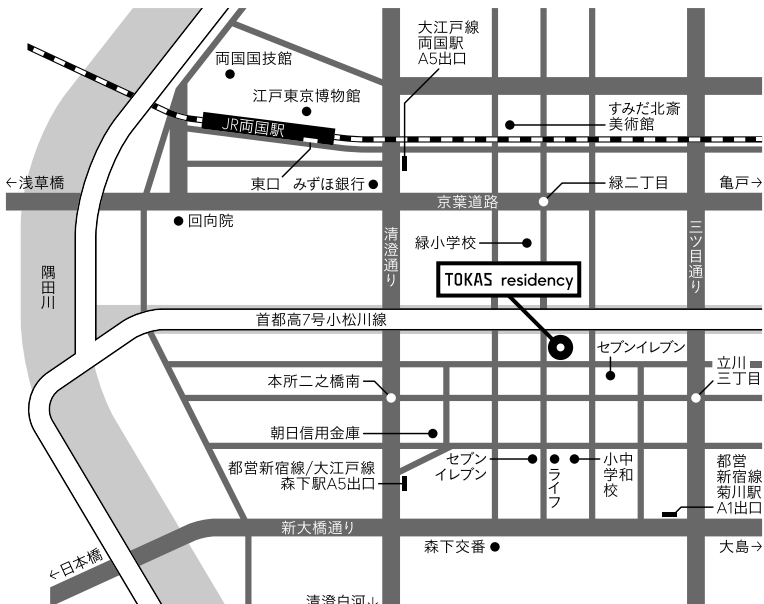 大江戸線
両国駅
A5出口
両国国技館
江戸東京博物館
すみだ北斎
美術館
JR両国駅
←浅草橋
東口
みずほ銀行
緑二丁目
亀戸→
京葉道路
回向院
清澄通り
三ツ目通り
緑小学校
隅田川
TOKAS residency
首都高7号小松川線
セブンイレブン
立川
三丁目
本所二之橋南
朝日信用金庫
都営新宿線/大江戸線
森下駅A5出口
セブン
イレブン
ライフ
小中
学和
校
都営
新宿線
菊川駅
A1出口
新大橋通り
←日本橋
森下交番
大島→
清澄白河↓